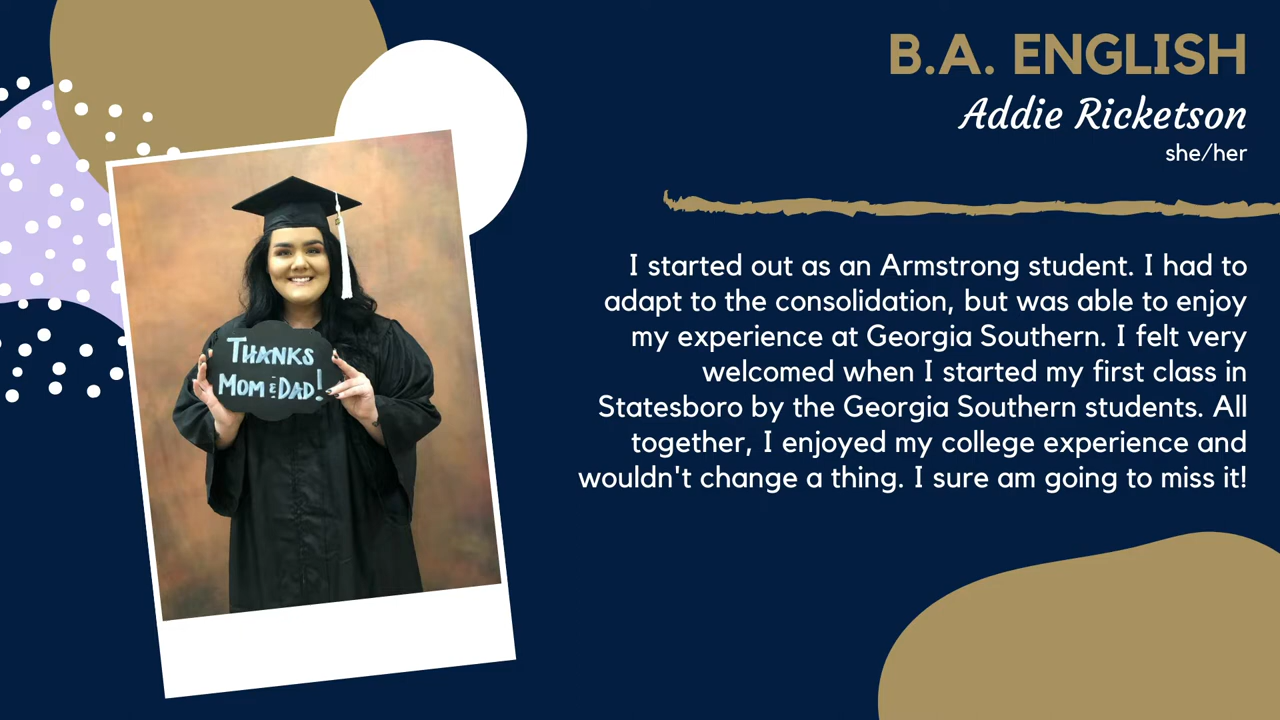 B.A. ENGLISH
Addie Ricketson
she/her
I started out as an Armstrong student. I had to
adapt to the consolidation, but was able to enjoy
my experience at Georgia Southern. I felt very
welcomed when I started my first class in
Statesboro by the Georgia Southern students. All
together, I enjoyed my college experience and
wouldn't change a thing. I sure am going to miss it!
THANKS
MOM & DAD!